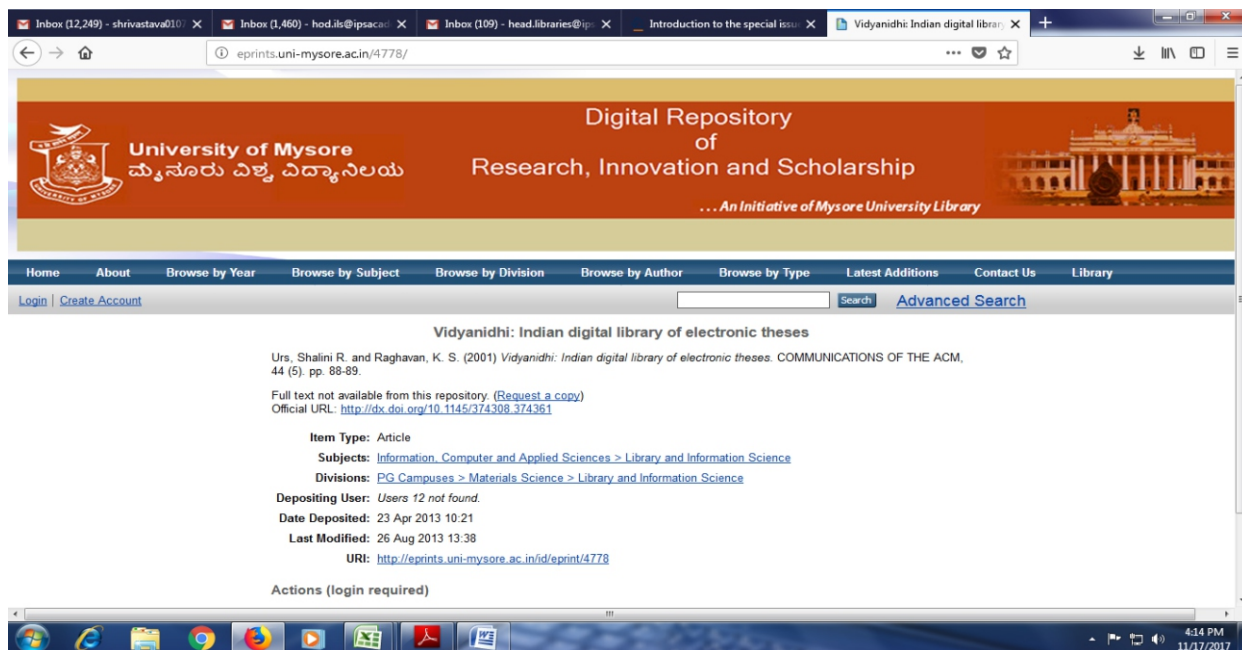 Inbox (12,249) - shrivastava0107
Inbox (1,460) - hod.ils@ipsacad
Inbox (109) - head.libraries@ips
Introduction to the special issu
Vidyanidhi: Indian digital library
eprints.uni-mysore.ac.in/4778/
University of Mysore
ಮೈಸೂರು ವಿಶ್ವ ವಿದ್ಯಾನಿಲಯ
Digital Repository
of
Research, Innovation and Scholarship
...An Initiative of Mysore University Library
Home About Browse by Year Browse by Subject Browse by Division Browse by Author Browse by Type Latest Additions Contact Us Library
Login | Create Account
Search Advanced Search
Vidyanidhi: Indian digital library of electronic theses
Urs, Shalini R. and Raghavan, K. S. (2001) Vidyanidhi: Indian digital library of electronic theses. COMMUNICATIONS OF THE ACM,
44 (5). pp. 88-89.
Full text not available from this repository. (Request a copy)
Official URL: http://dx.doi.org/10.1145/374308.374361
Item Type: Article
Subjects: Information, Computer and Applied Sciences > Library and Information Science
Divisions: PG Campuses > Materials Science > Library and Information Science
Depositing User: Users 12 not found.
Date Deposited: 23 Apr 2013 10:21
Last Modified: 26 Aug 2013 13:38
URI: http://eprints.uni-mysore.ac.in/id/eprint/4778
Actions (login required)
4:14 PM
11/17/2017